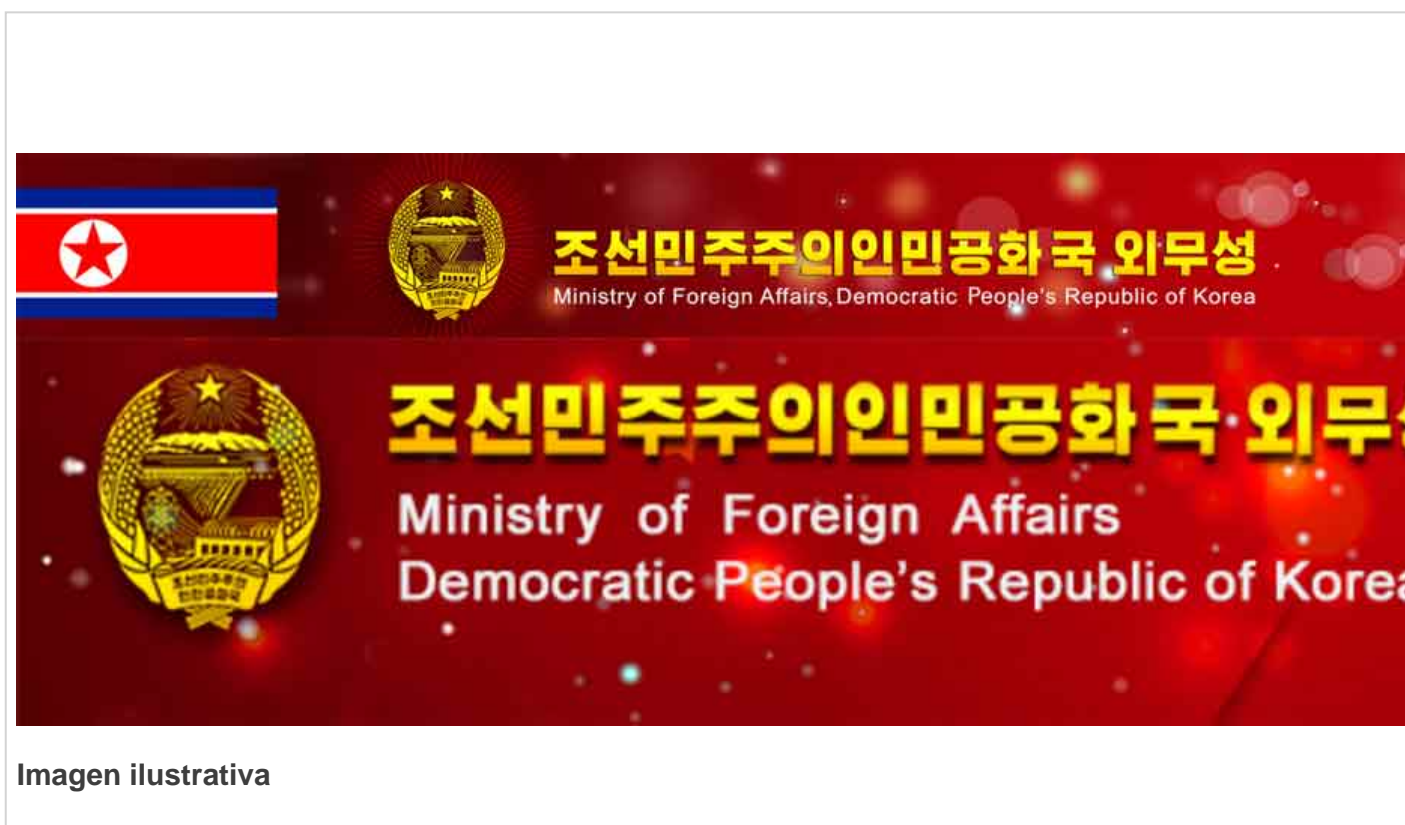 조선민주주의인민공화국 외무성
Ministry of Foreign Affairs, Democratic People's Republic of Korea
조선민주주의인민공화국 외무
Ministry of Foreign Affairs
Democratic People's Republic of Korea
Imagen ilustrativa